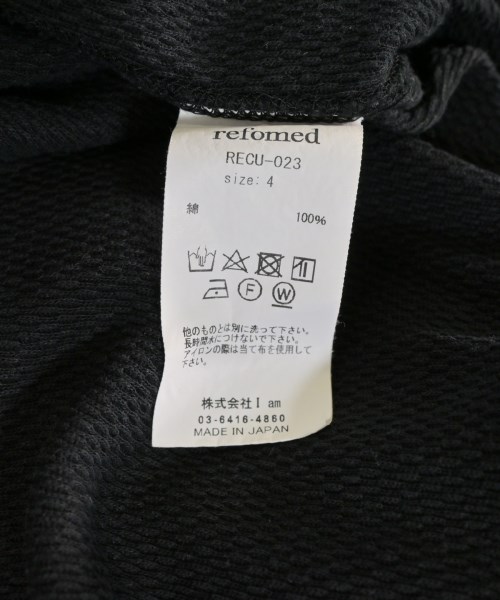 refomed
RECU-023
size: 4
綿 100%
F W
他のものとは別に洗って下さい。
長時間水につけないで下さい。
アイロンの際は当て布を使用して
下さい。
株式会社I am
03-6416-4860
MADE IN JAPAN